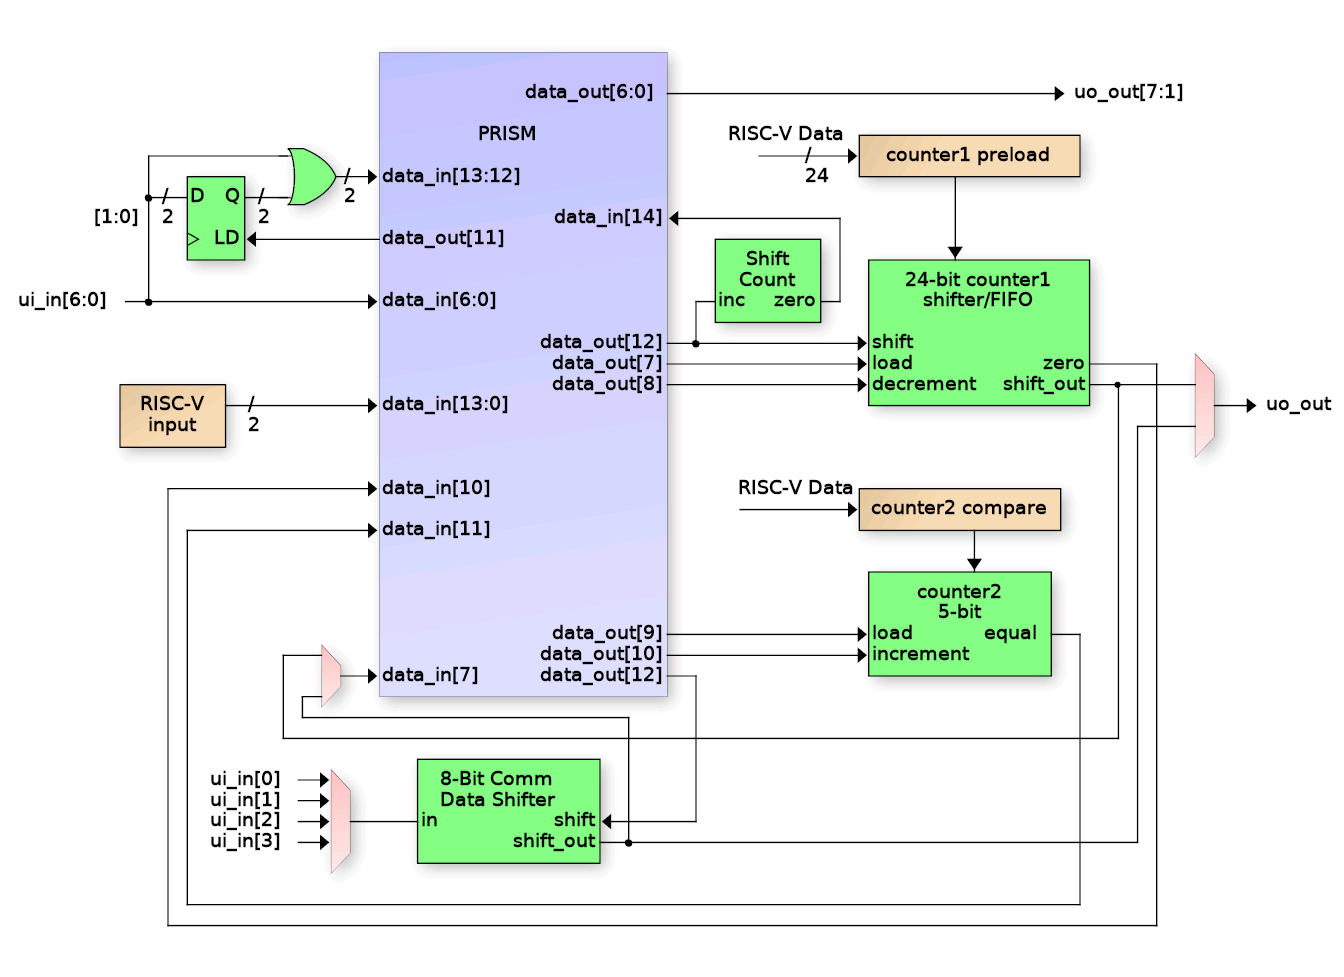 data_out[6:0]
uo_out[7:1]
PRISM
RISC-V Data
counter1 preload
24
data_in[13:12]
2
D Q
2
2
[1:0]
LD
data_out[11]
data_in[14]
Shift
Count
inc zero
24-bit counter1
shifter/FIFO
ui_in[6:0]
data_in[6:0]
data_out[12]
shift
data_out[7]
load
zero
data_out[8]
decrement
shift_out
RISC-V
input
2
data_in[13:0]
uo_out
data_in[10]
RISC-V Data
counter2 compare
data_in[11]
counter2
5-bit
data_out[9]
load
equal
data_out[10]
increment
data_in[7]
data_out[12]
ui_in[0]
ui_in[1]
ui_in[2]
ui_in[3]
8-Bit Comm
Data Shifter
in
shift
shift_out